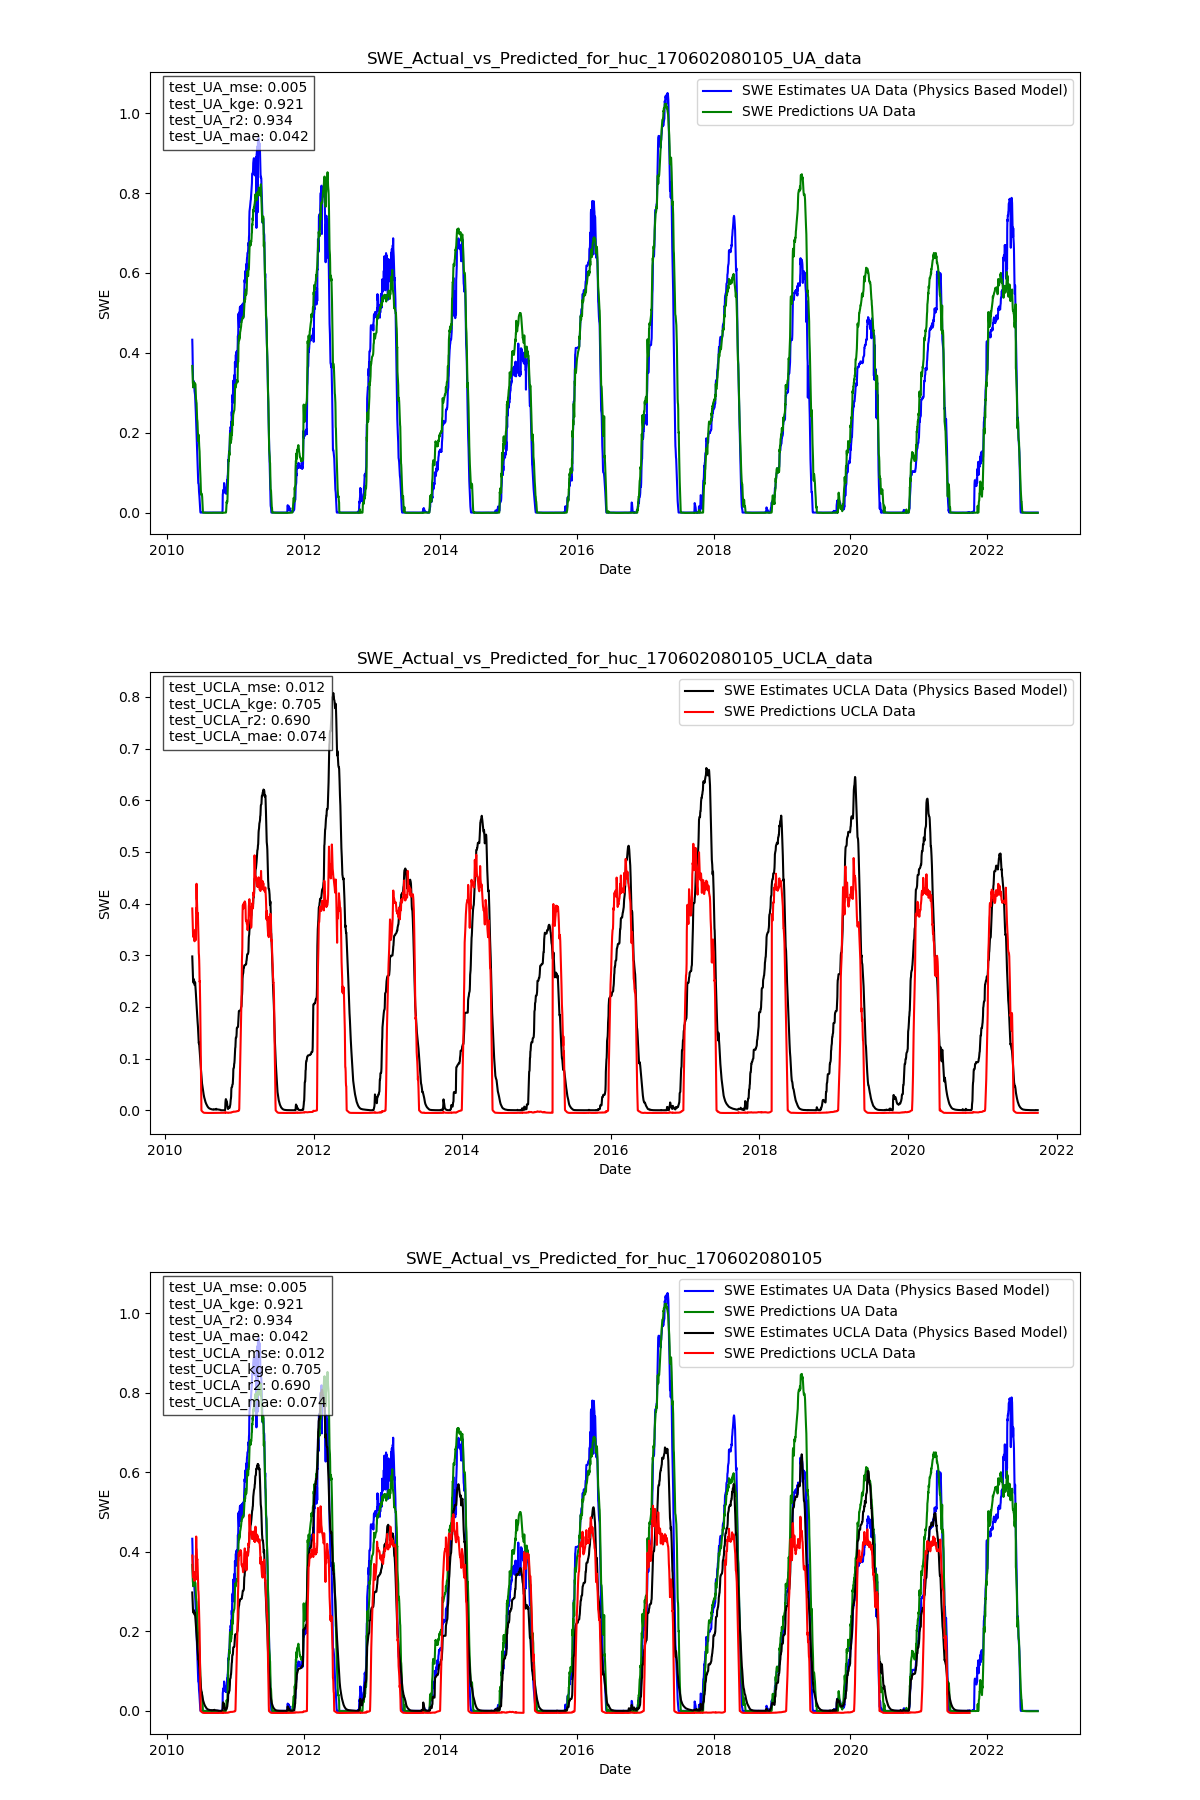 SWE_Actual_vs_Predicted_for_huc_170602080105_UA_data
test_UA_mse: 0.005
test_UA_kge: 0.921
test_UA_r2: 0.934
test_UA_mae: 0.042
SWE Estimates UA Data (Physics Based Model)
SWE Predictions UA Data
1.0
0.8
0.6
0.4
0.2
0.0
SWE
2010 2012 2014 2016 2018 2020 2022
Date
SWE_Actual_vs_Predicted_for_huc_170602080105_UCLA_data
test_UCLA_mse: 0.012
test_UCLA_kge: 0.705
test_UCLA_r2: 0.690
test_UCLA_mae: 0.074
SWE Estimates UCLA Data (Physics Based Model)
SWE Predictions UCLA Data
0.8
0.7
0.6
0.5
0.4
0.3
0.2
0.1
0.0
SWE
2010 2012 2014 2016 2018 2020 2022
Date
SWE_Actual_vs_Predicted_for_huc_170602080105
test_UA_mse: 0.005
test_UA_kge: 0.921
test_UA_r2: 0.934
test_UA_mae: 0.042
test_UCLA_mse: 0.012
test_UCLA_kge: 0.705
test_UCLA_r2: 0.690
test_UCLA_mae: 0.074
SWE Estimates UA Data (Physics Based Model)
SWE Predictions UA Data
SWE Estimates UCLA Data (Physics Based Model)
SWE Predictions UCLA Data
1.0
0.8
0.6
0.4
0.2
0.0
SWE
2010 2012 2014 2016 2018 2020 2022
Date